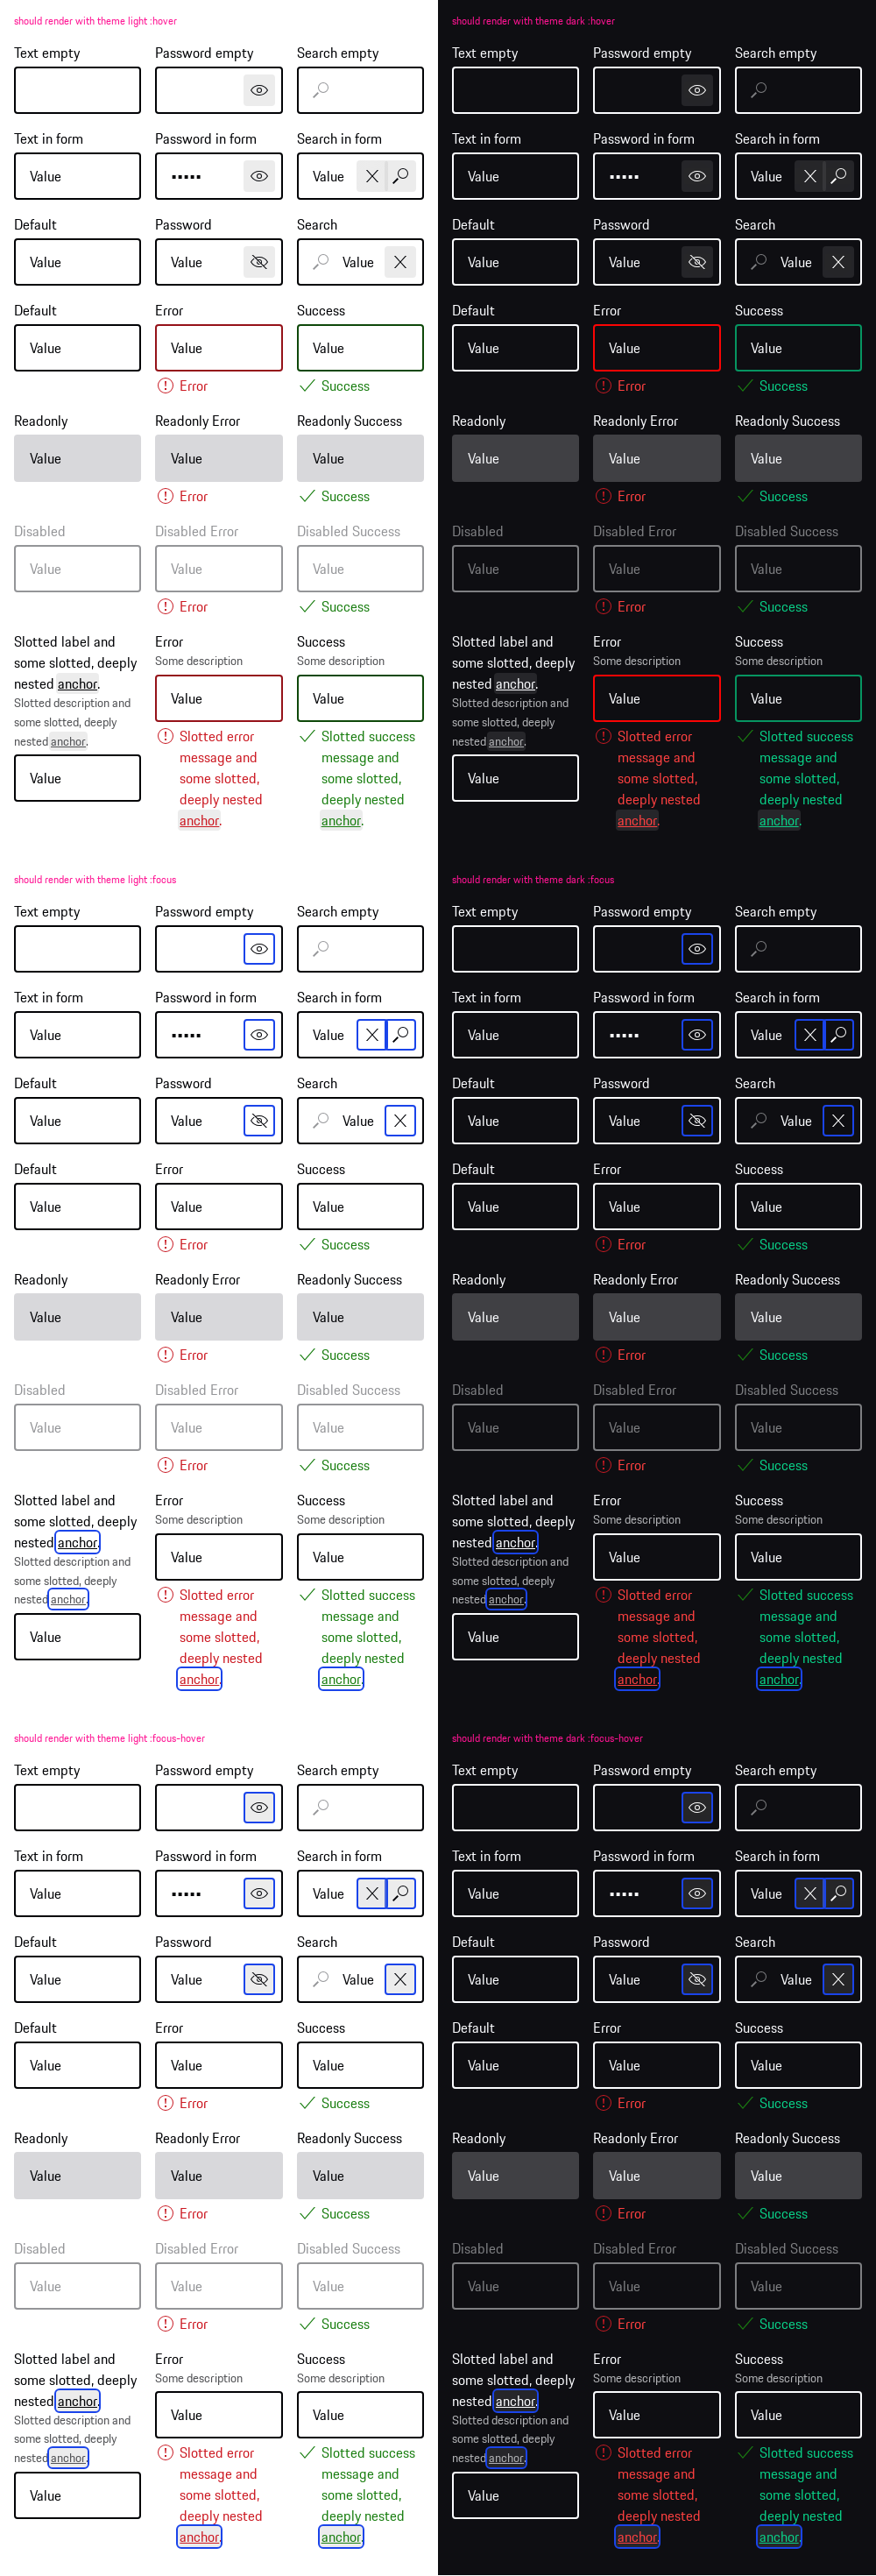 should render with theme light :hover
Text empty Password empty Search empty
Text in form Password in form Search in form
Value ••••• Value
Default Password Search
Value Value Value
Default Error Success
Value Value Value
Error Success
Readonly Readonly Error Readonly Success
Value Value Value
Error Success
Disabled Disabled Error Disabled Success
Value Value Value
Error Success
Slotted label and
some slotted, deeply
nested anchor.
Slotted description and
some slotted, deeply
nested anchor.
Value
Error
Some description
Value
Slotted error
message and
some slotted,
deeply nested
anchor.
Success
Some description
Value
Slotted success
message and
some slotted,
deeply nested
anchor.
should render with theme dark :hover
Text empty Password empty Search empty
Text in form Password in form Search in form
Value ••••• Value
Default Password Search
Value Value Value
Default Error Success
Value Value Value
Error Success
Readonly Readonly Error Readonly Success
Value Value Value
Error Success
Disabled Disabled Error Disabled Success
Value Value Value
Error Success
Slotted label and
some slotted, deeply
nested anchor.
Slotted description and
some slotted, deeply
nested anchor.
Value
Error
Some description
Value
Slotted error
message and
some slotted,
deeply nested
anchor.
Success
Some description
Value
Slotted success
message and
some slotted,
deeply nested
anchor.
should render with theme light :focus
Text empty Password empty Search empty
Text in form Password in form Search in form
Value ••••• Value
Default Password Search
Value Value Value
Default Error Success
Value Value Value
Error Success
Readonly Readonly Error Readonly Success
Value Value Value
Error Success
Disabled Disabled Error Disabled Success
Value Value Value
Error Success
Slotted label and
some slotted, deeply
nested anchor.
Slotted description and
some slotted, deeply
nested anchor.
Value
Error
Some description
Value
Slotted error
message and
some slotted,
deeply nested
anchor.
Success
Some description
Value
Slotted success
message and
some slotted,
deeply nested
anchor.
should render with theme dark :focus
Text empty Password empty Search empty
Text in form Password in form Search in form
Value ••••• Value
Default Password Search
Value Value Value
Default Error Success
Value Value Value
Error Success
Readonly Readonly Error Readonly Success
Value Value Value
Error Success
Disabled Disabled Error Disabled Success
Value Value Value
Error Success
Slotted label and
some slotted, deeply
nested anchor.
Slotted description and
some slotted, deeply
nested anchor.
Value
Error
Some description
Value
Slotted error
message and
some slotted,
deeply nested
anchor.
Success
Some description
Value
Slotted success
message and
some slotted,
deeply nested
anchor.
should render with theme light :focus-hover
Text empty Password empty Search empty
Text in form Password in form Search in form
Value ••••• Value
Default Password Search
Value Value Value
Default Error Success
Value Value Value
Error Success
Readonly Readonly Error Readonly Success
Value Value Value
Error Success
Disabled Disabled Error Disabled Success
Value Value Value
Error Success
Slotted label and
some slotted, deeply
nested anchor.
Slotted description and
some slotted, deeply
nested anchor.
Value
Error
Some description
Value
Slotted error
message and
some slotted,
deeply nested
anchor.
Success
Some description
Value
Slotted success
message and
some slotted,
deeply nested
anchor.
should render with theme dark :focus-hover
Text empty Password empty Search empty
Text in form Password in form Search in form
Value ••••• Value
Default Password Search
Value Value Value
Default Error Success
Value Value Value
Error Success
Readonly Readonly Error Readonly Success
Value Value Value
Error Success
Disabled Disabled Error Disabled Success
Value Value Value
Error Success
Slotted label and
some slotted, deeply
nested anchor.
Slotted description and
some slotted, deeply
nested anchor.
Value
Error
Some description
Value
Slotted error
message and
some slotted,
deeply nested
anchor.
Success
Some description
Value
Slotted success
message and
some slotted,
deeply nested
anchor.